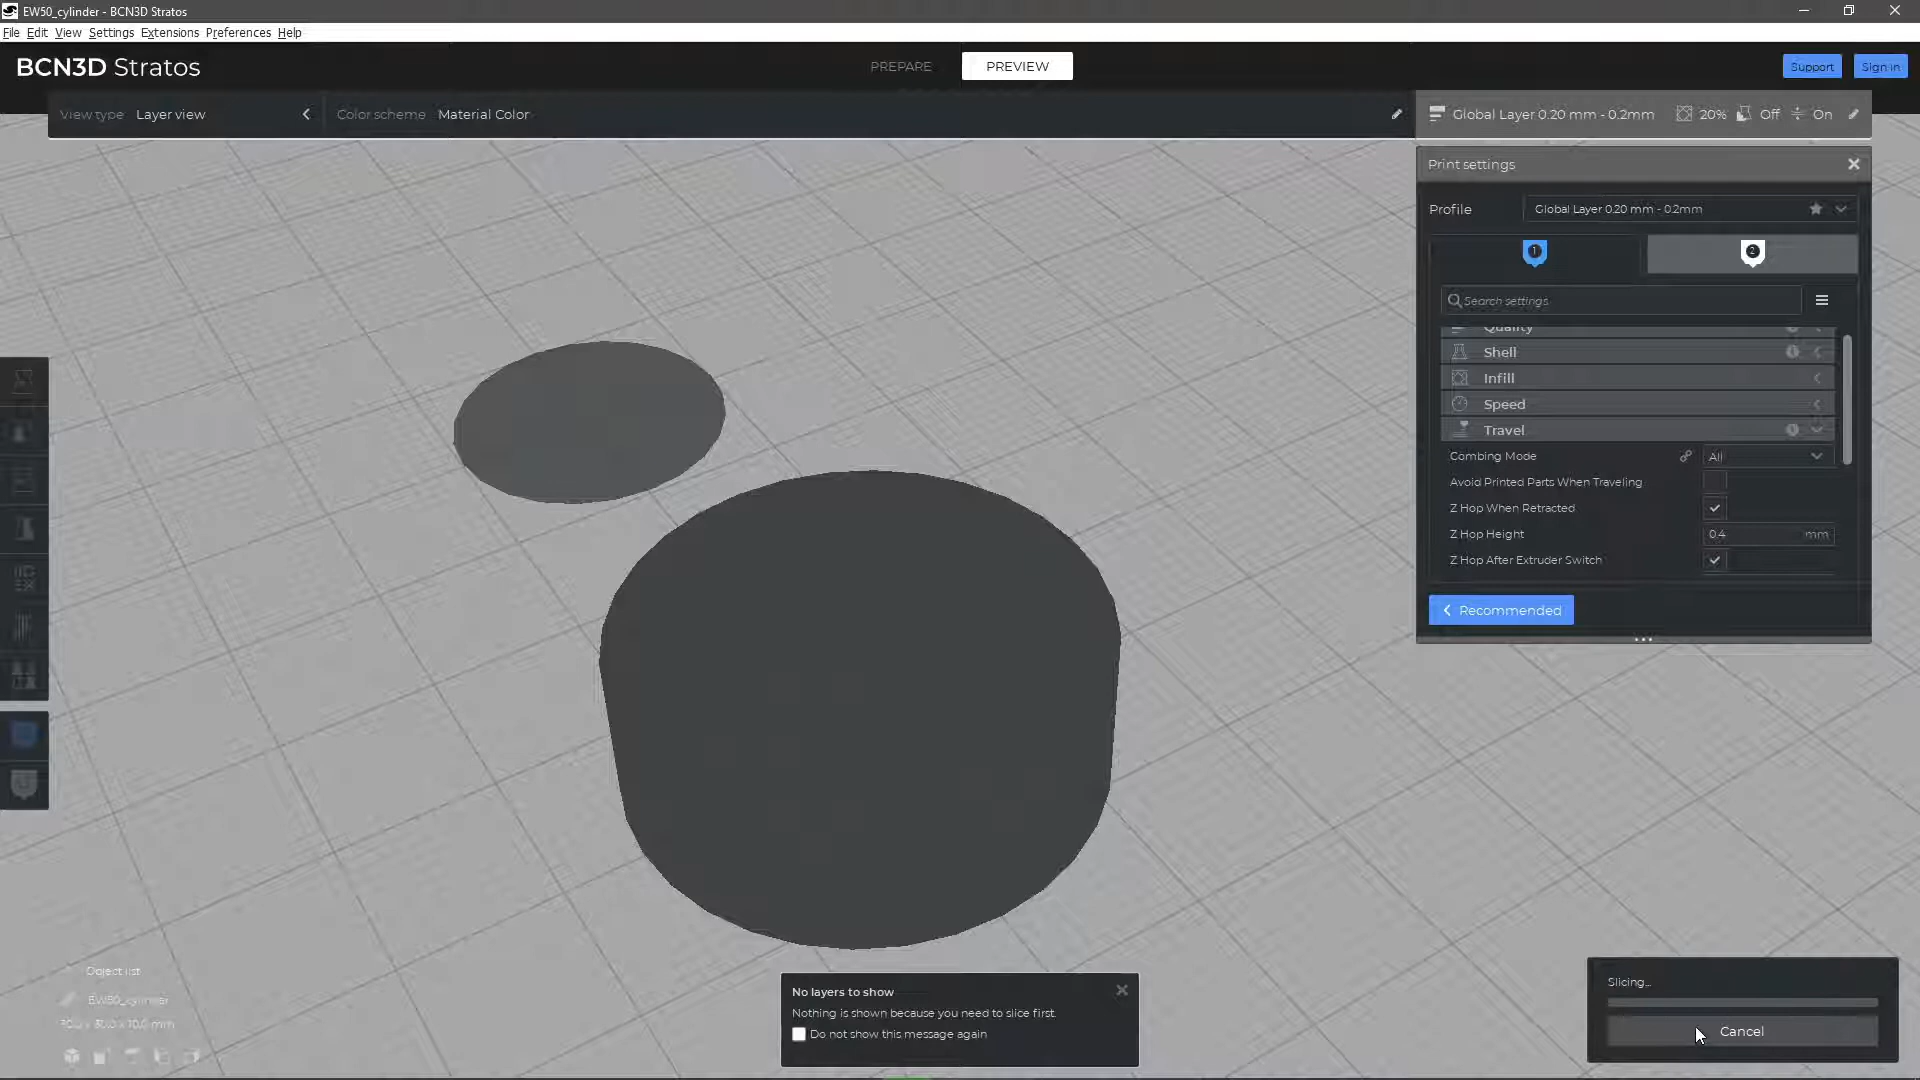 EW50_cylinder - BCN3D Stratos
File Edit View Settings Extensions Preferences Help
BCN3D Stratos
PREPARE
PREVIEW
Support
Sign in
View type Layer view
Color scheme Material Color
Global Layer 0.20 mm - 0.2mm 20% Off On
Print settings
Profile Global Layer 0.20 mm - 0.2mm
1
2
Search settings
Quality
Shell
Infill
Speed
Travel
Combing Mode All
Avoid Printed Parts When Traveling
Z Hop When Retracted
Z Hop Height 0.4 mm
Z Hop After Extruder Switch
Recommended
Object list
EW50_cylinder
No layers to show
Nothing is shown because you need to slice first.
Do not show this message again
Slicing...
Cancel